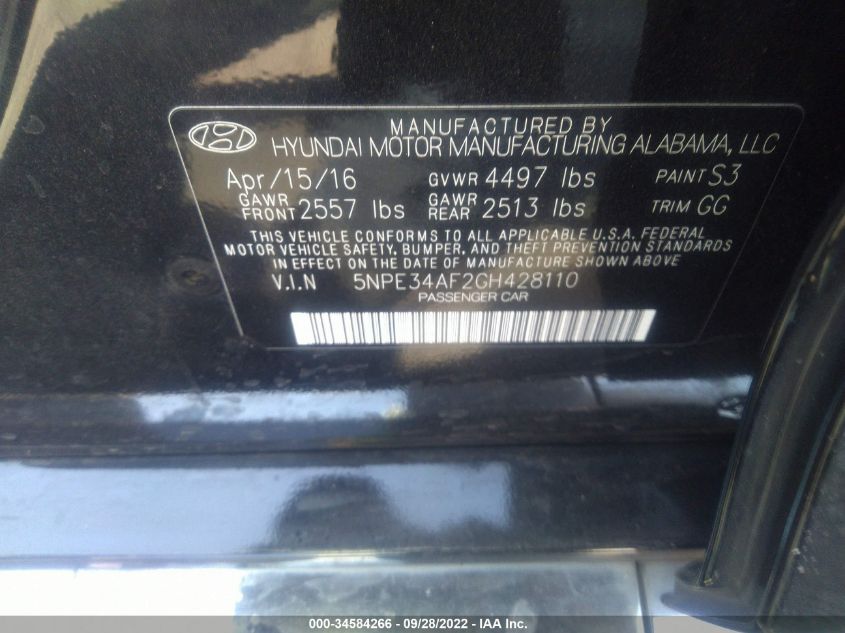 MANUFACTURED BY
HYUNDAI MOTOR MANUFACTURING ALABAMA, LLC
Apr/15/16 GVWR 4497 lbs PAINT S3
GAWR FRONT 2557 lbs GAWR REAR 2513 lbs TRIM GG
THIS VEHICLE CONFORMS TO ALL APPLICABLE U.S.A. FEDERAL
MOTOR VEHICLE SAFETY, BUMPER, AND THEFT PREVENTION STANDARDS
IN EFFECT ON THE DATE OF MANUFACTURE SHOWN ABOVE
V.I.N 5NPE34AF2GH428110
PASSENGER CAR
000-34584266 - 09/28/2022 - IAA Inc.